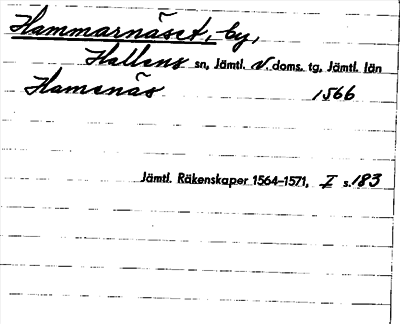 Hammarnäset, by,
Hallens sn, Jämtl. v. doms. tg, Jämtl. län
Hamenäs 1566
Jämtl. Räkenskaper 1564–1571, I s. 183